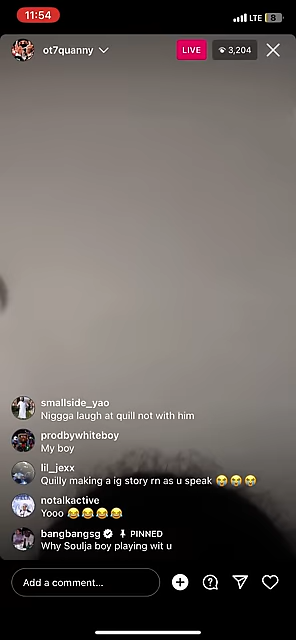 11:54
LTE 8
ot7quanny
LIVE
3,204
smallside_yao
Niggga laugh at quill not with him
prodbywhiteboy
My boy
lil_jexx
Quilly making a ig story rn as u speak 😭😭😭
notalkactive
Yooo 😂😂😂😂
bangbangsg PINNED
Why Soulja boy playing wit u
Add a comment...